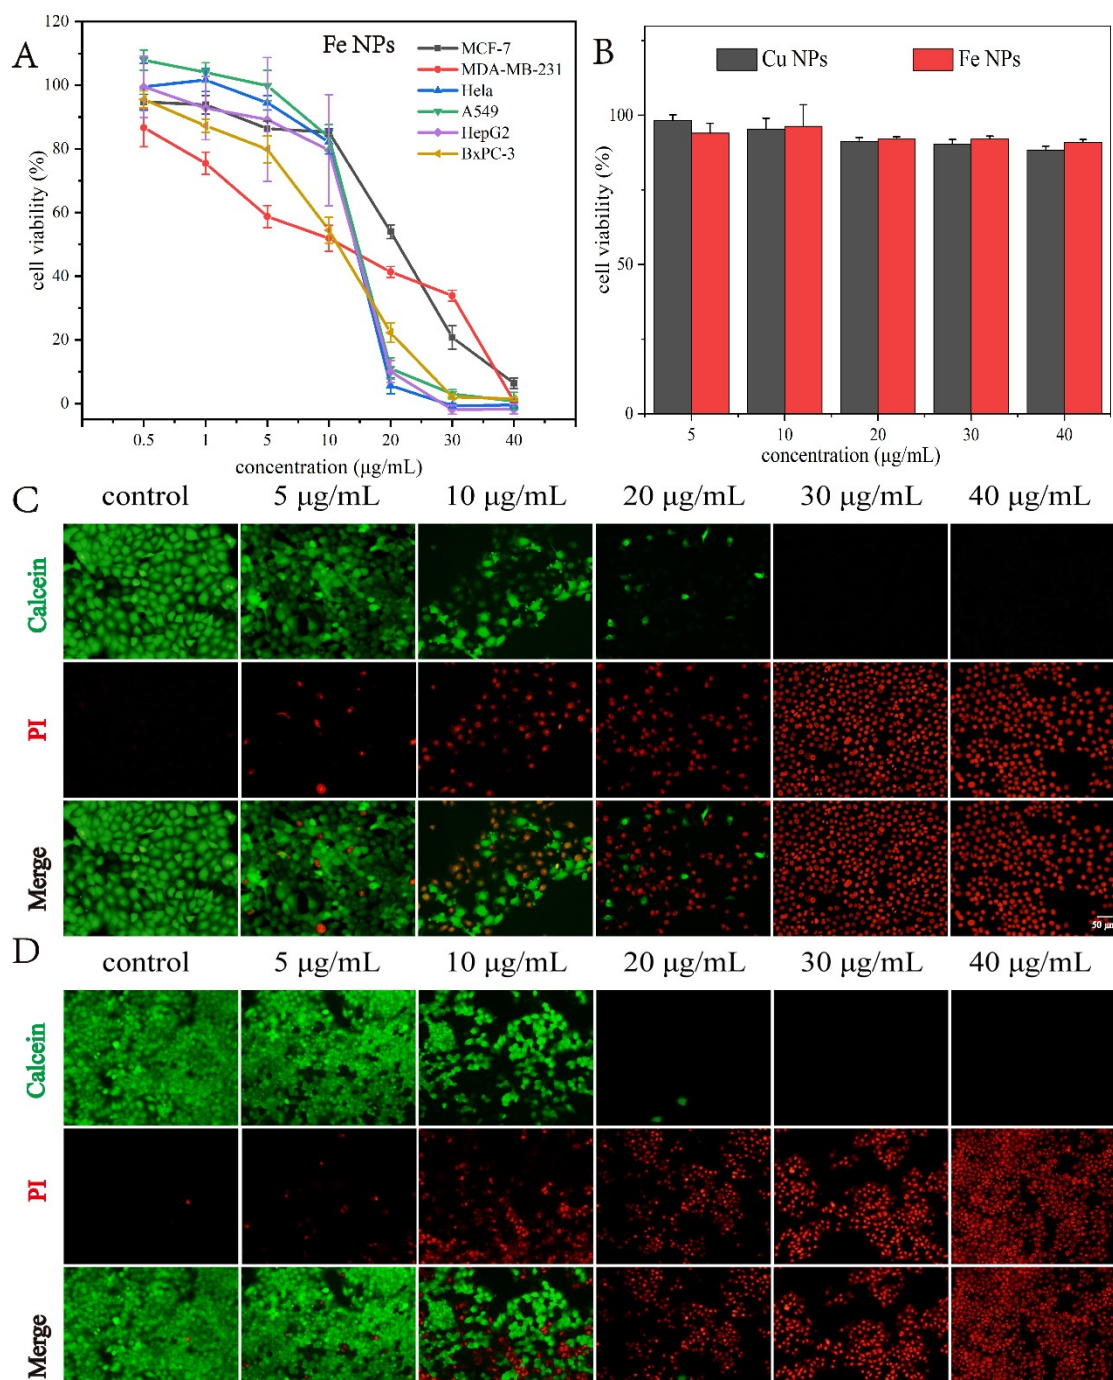 A
Fe NPs
MCF-7
MDA-MB-231
Hela
A549
HepG2
BxPC-3
120
100
80
60
40
20
0
cell viability (%)
0.5 1 5 10 20 30 40
concentration (μg/mL)
B
Cu NPs Fe NPs
100
50
0
cell viability (%)
5 10 20 30 40
concentration (μg/mL)
C
control 5 μg/mL 10 μg/mL 20 μg/mL 30 μg/mL 40 μg/mL
Calcein
PI
Merge
50 μm
D
control 5 μg/mL 10 μg/mL 20 μg/mL 30 μg/mL 40 μg/mL
Calcein
PI
Merge